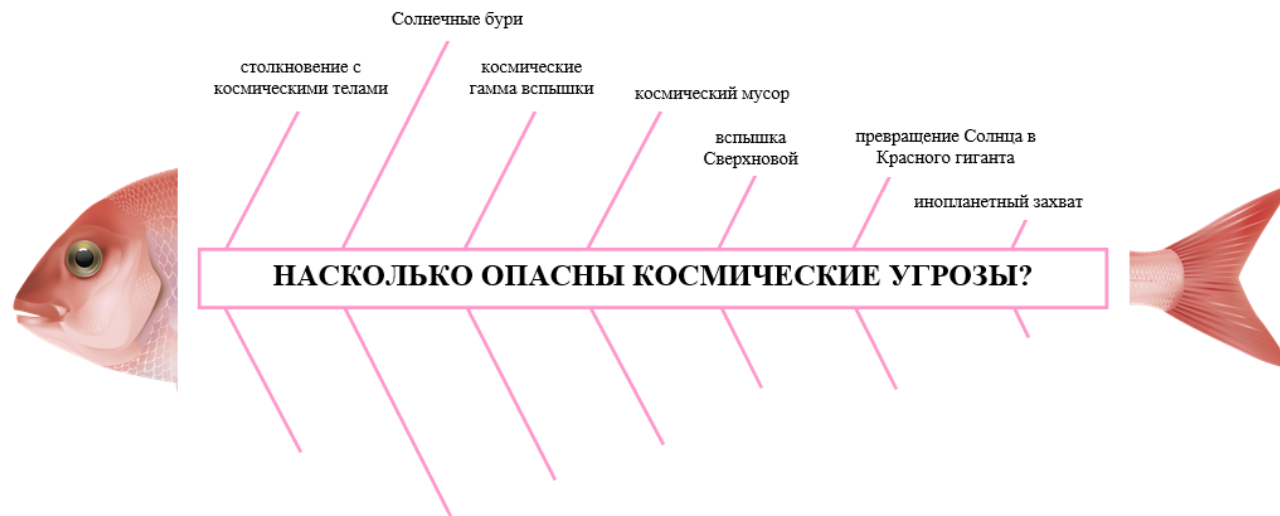 Солнечные бури
столкновение с
космическими телами
космические
гамма вспышки
космический мусор
вспышка
Сверхновой
превращение Солнца в
Красного гиганта
инопланетный захват
НАСКОЛЬКО ОПАСНЫ КОСМИЧЕСКИЕ УГРОЗЫ?